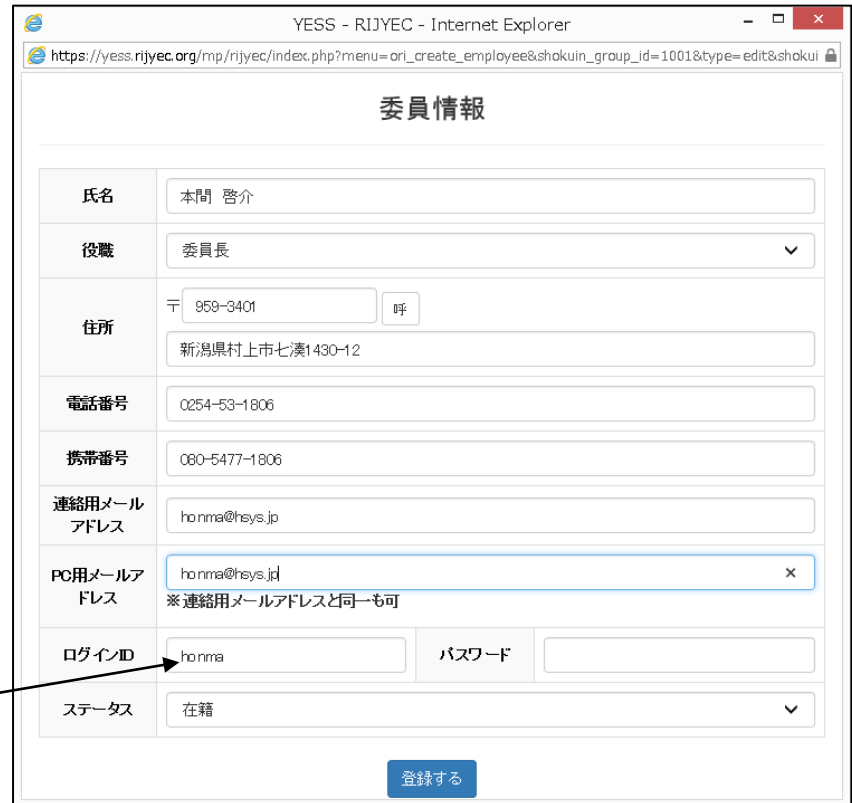 YESS - RIJYEC - Internet Explorer
https://yess.rijyec.org/mp/rijyec/index.php?menu=ori_create_employee&shokuin_group_id=1001&type=edit&shokui
委員情報
氏名 本間 啓介
役職 委員長
住所 〒 959-3401 呼
新潟県村上市七湊1430-12
電話番号 0254-53-1806
携帯番号 080-5477-1806
連絡用メール
アドレス
honma@hsys.jp
PC用メールア
ドレス
honma@hsys.jp
※連絡用メールアドレスと同一も可
ログインID honma パスワード
ステータス 在籍
登録する